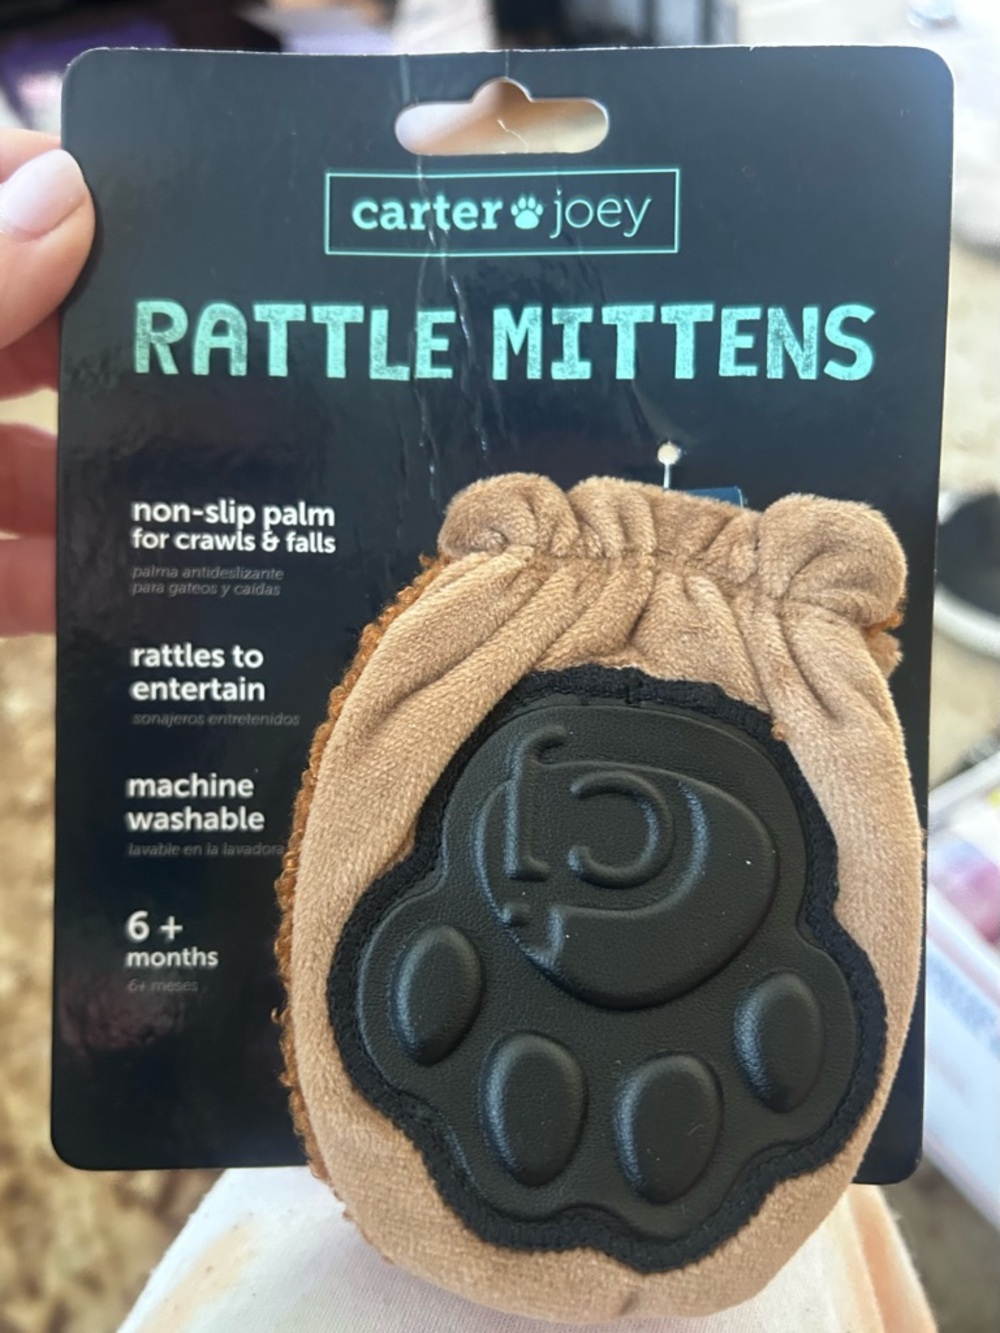 carter joey
RATTLE MITTENS
non-slip palm
for crawls & falls
palma antideslizante
para gateos y caídas
rattles to
entertain
sonajeros entretenidos
machine
washable
lavable en la lavadora
6 +
months
6+ meses
cj